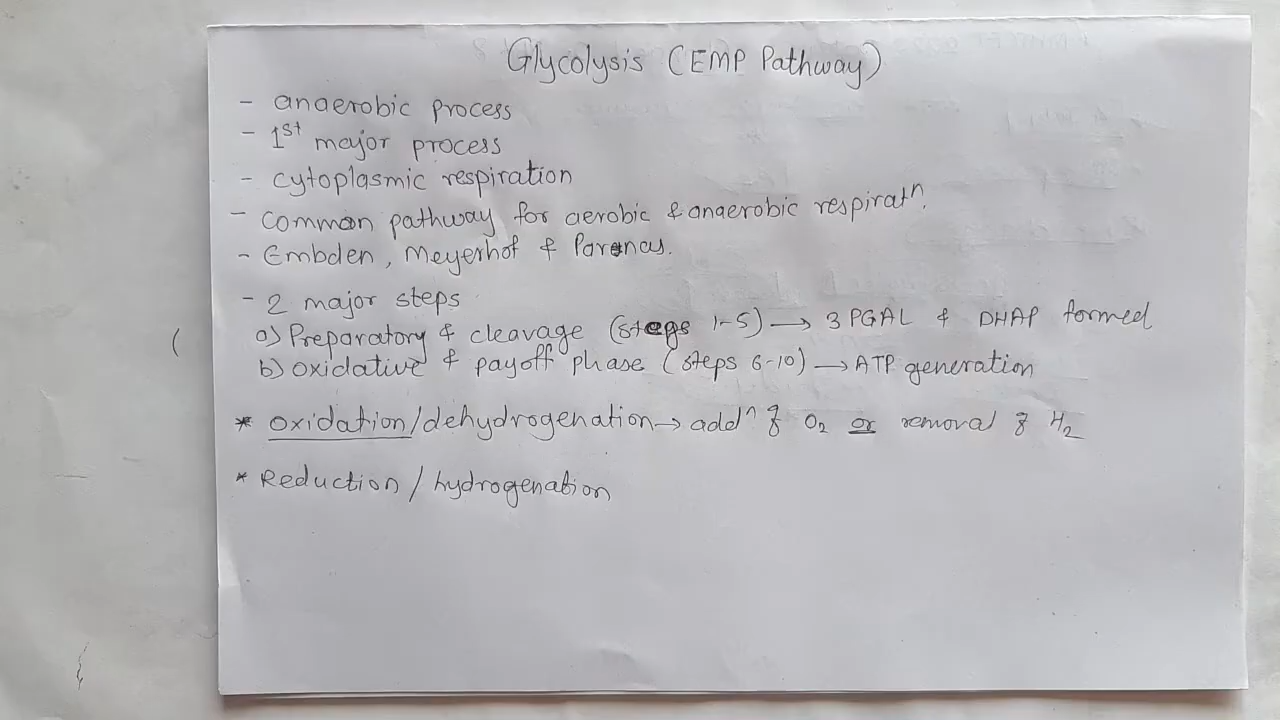 Glycolysis (EMP Pathway)
- anaerobic process
- 1st major process
- cytoplasmic respiration
- common pathway for aerobic & anaerobic respiratn.
- Embden, Meyerhof & Parenas.
- 2 major steps
a) Preparatory & cleavage (steps 1-5) → 3 PGAL & DHAP formed
b) oxidative & payoff phase (steps 6-10) → ATP generation
* Oxidation/dehydrogenation → addn of O2 or removal of H2
* Reduction / hydrogenation